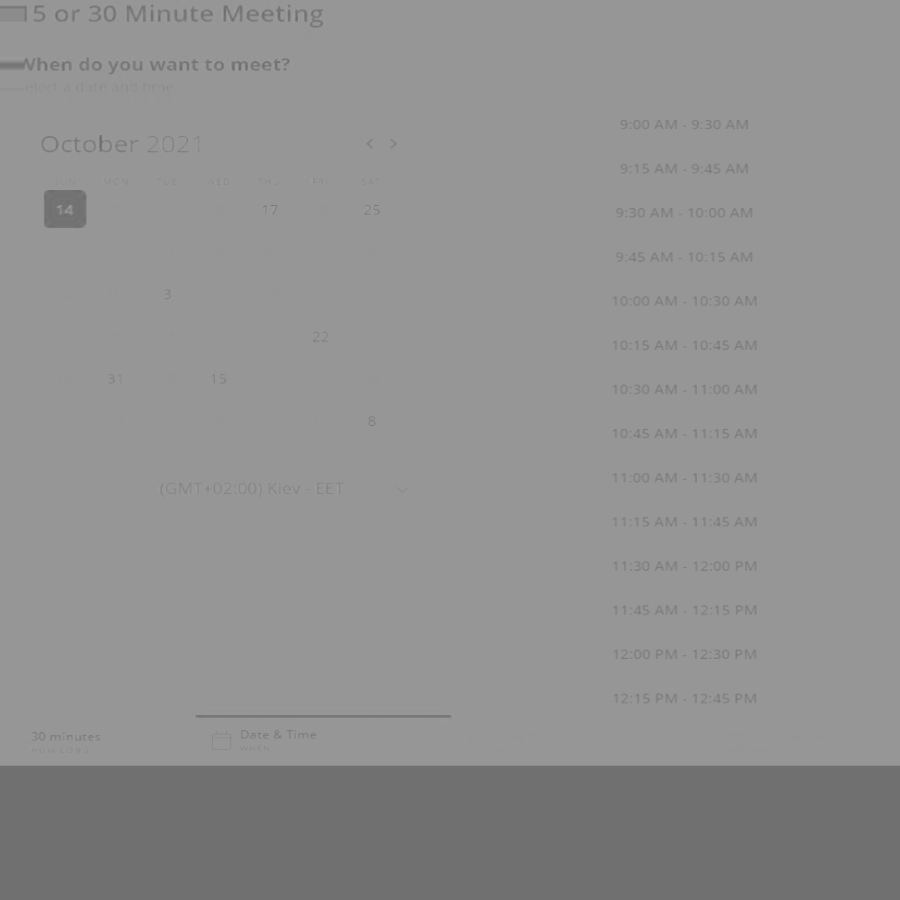 5 or 30 Minute Meeting
When do you want to meet?
elect a date and time
October 2021
SUN MON TUE WED THU FRI SAT
14 17 25
3
22
31 15
8
(GMT+02:00) Kiev - EET
9:00 AM - 9:30 AM
9:15 AM - 9:45 AM
9:30 AM - 10:00 AM
9:45 AM - 10:15 AM
10:00 AM - 10:30 AM
10:15 AM - 10:45 AM
10:30 AM - 11:00 AM
10:45 AM - 11:15 AM
11:00 AM - 11:30 AM
11:15 AM - 11:45 AM
11:30 AM - 12:00 PM
11:45 AM - 12:15 PM
12:00 PM - 12:30 PM
12:15 PM - 12:45 PM
30 minutes
HOW LONG
Date & Time
WHEN